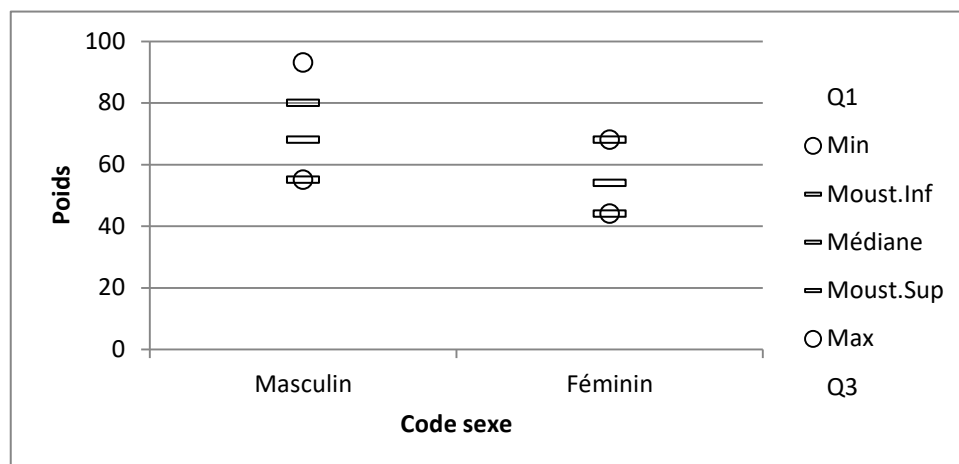 100
80
60
40
20
0
Poids
Masculin
Féminin
Code sexe
Q1
Min
Moust.Inf
Médiane
Moust.Sup
Max
Q3